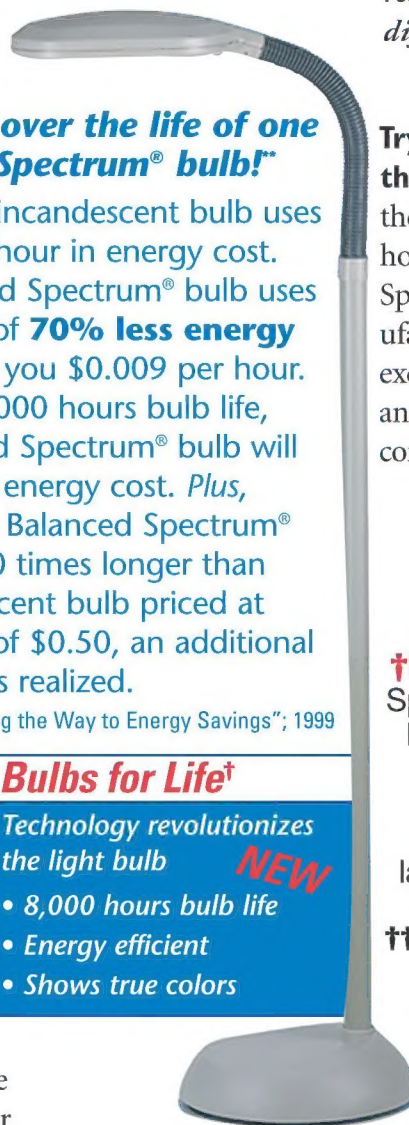 di
over the life of one
Spectrum® bulb!**
incandescent bulb uses
hour in energy cost.
d Spectrum® bulb uses
of 70% less energy
you $0.009 per hour.
000 hours bulb life,
d Spectrum® bulb will
energy cost. Plus,
Balanced Spectrum®
0 times longer than
cent bulb priced at
of $0.50, an additional
s realized.
g the Way to Energy Savings"; 1999
Bulbs for Life†
Technology revolutionizes
the light bulb
NEW
• 8,000 hours bulb life
• Energy efficient
• Shows true colors
e
r
Try
th
the
ho
Sp
ufa
exc
an
co
†
Sp
la
††